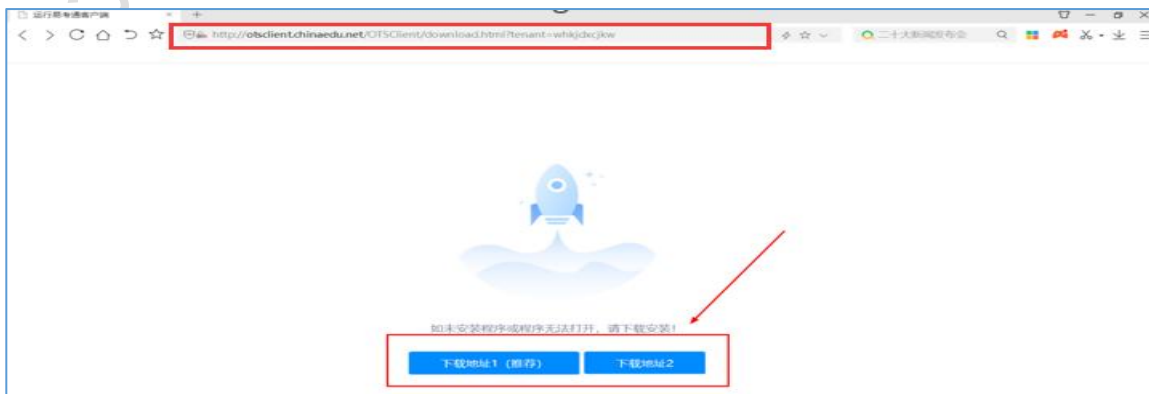 运行易考通客户端
http://otsclient.chinaedu.net/OTSClient/download.html?tenant=whkjdxcjkw
二十大新闻发布会
如未安装程序或程序无法打开，请下载安装！
下载地址1（推荐）
下载地址2